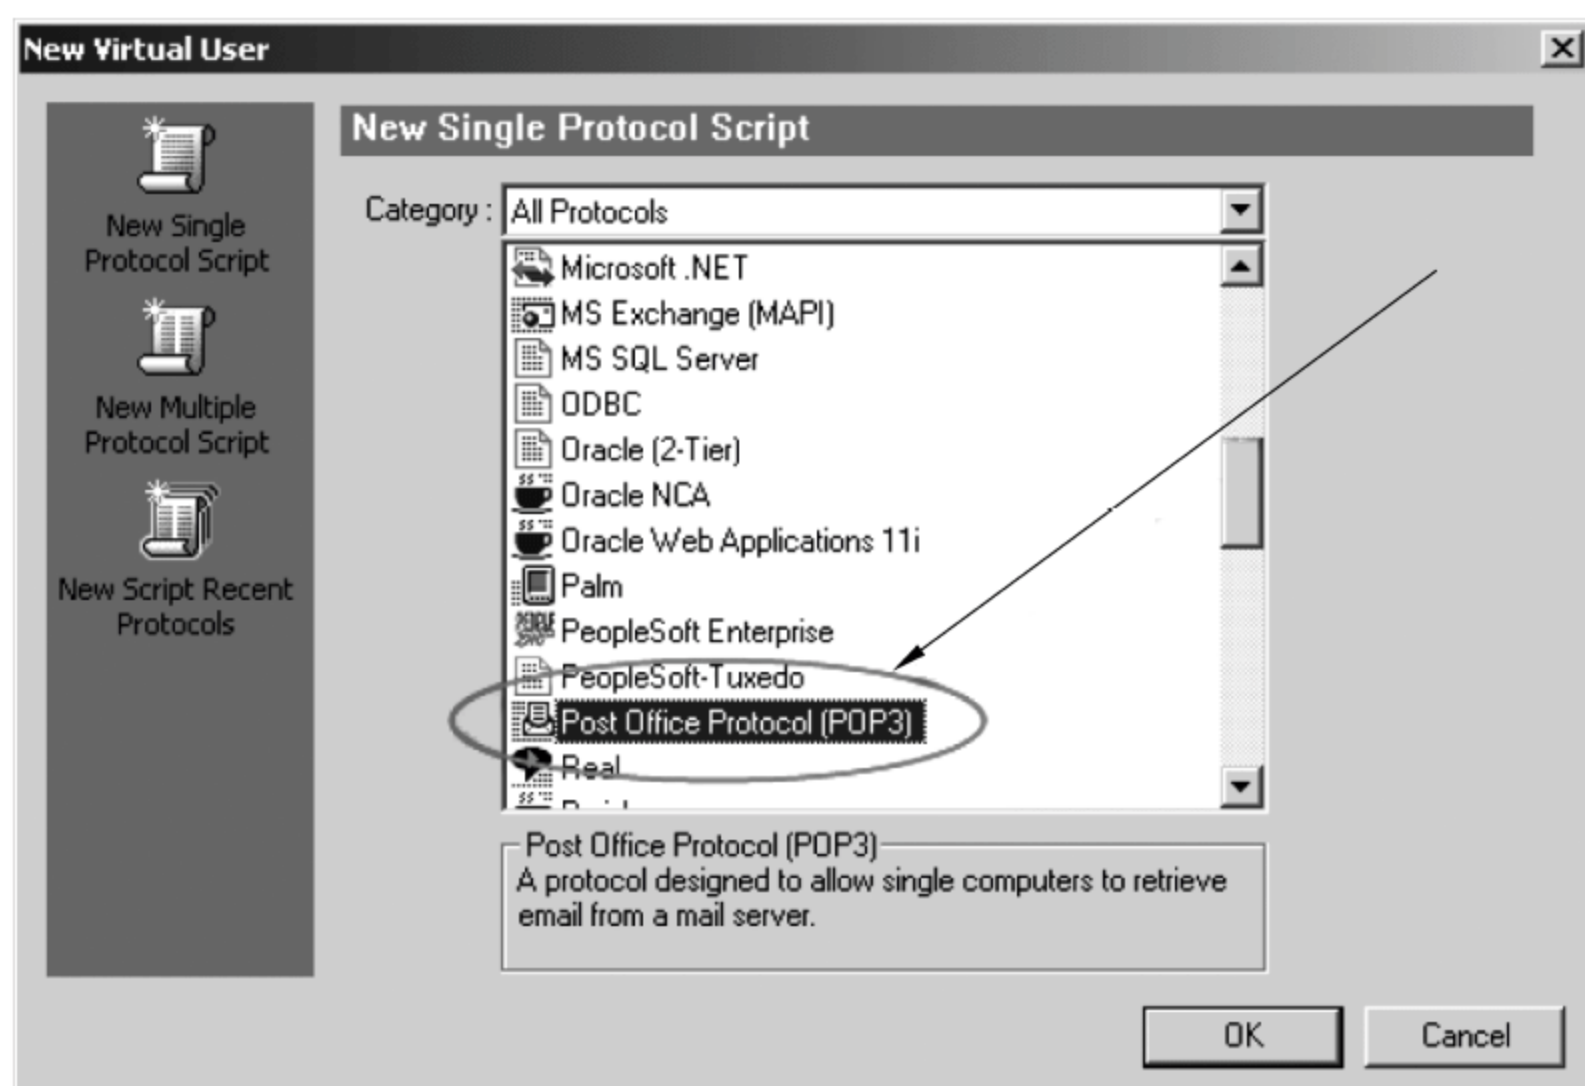 New Virtual User
New Single
Protocol Script
New Multiple
Protocol Script
New Script Recent
Protocols
New Single Protocol Script
Category :
All Protocols
Microsoft .NET
MS Exchange (MAPI)
MS SQL Server
ODBC
Oracle (2-Tier)
Oracle NCA
Oracle Web Applications 11i
Palm
PeopleSoft Enterprise
PeopleSoft-Tuxedo
Post Office Protocol (POP3)
Real
Post Office Protocol (POP3)
A protocol designed to allow single computers to retrieve
email from a mail server.
OK
Cancel